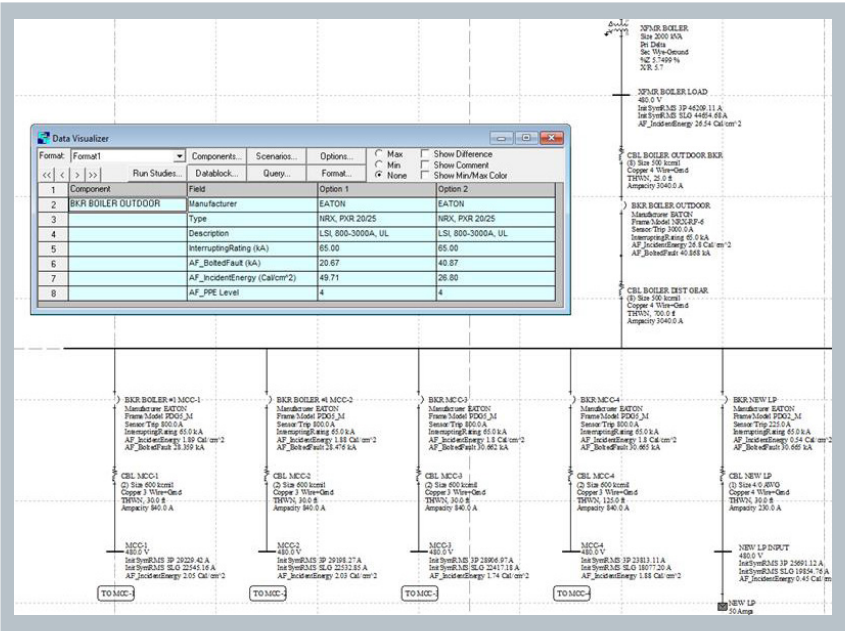 XFMR BOILER
Size 2000 kVA
Pri Delta
Sec Wye-Ground
%Z 5.7499 %
X/R 5.7
XFMR BOILER LOAD
480.0 V
InitSymRMS 3P 46209.11 A
InitSymRMS SLG 44654.68 A
AF_IncidentEnergy 26.54 Cal/cm^2
Data Visualizer
Format: Format1 Components... Scenarios... Options... Max Show Difference
Min Show Comment
<< < > >> Run Studies... Datablock... Query... Format... None Show Min/Max Color
1 Component Field Option 1 Option 2
2 BKR BOILER OUTDOOR Manufacturer EATON EATON
3 Type NRX, PXR 20/25 NRX, PXR 20/25
4 Description LSI, 800-3000A, UL LSI, 800-3000A, UL
5 InterruptingRating (kA) 65.00 65.00
6 AF_BoltedFault (kA) 20.67 40.87
7 AF_IncidentEnergy (Cal/cm^2) 49.71 26.80
8 AF_PPE Level 4 4
CBL BOILER OUTDOOR BKR
(8) Size 500 kcmil
Copper 4 Wire+Gnd
THWN, 25.0 ft
Ampacity 3040.0 A
BKR BOILER OUTDOOR
Manufacturer EATON
Frame/Model NRX-RF-6
Sensor/Trip 3000.0 A
InterruptingRating 65.0 kA
AF_IncidentEnergy 26.8 Cal/cm^2
AF_BoltedFault 40.868 kA
CBL BOILER DIST GEAR
(8) Size 500 kcmil
Copper 4 Wire+Gnd
THWN, 700.0 ft
Ampacity 3040.0 A
BKR BOILER #1 MCC-1
Manufacturer EATON
Frame/Model PDG5_M
Sensor/Trip 800.0 A
InterruptingRating 65.0 kA
AF_IncidentEnergy 1.89 Cal/cm^2
AF_BoltedFault 28.359 kA
BKR BOILER #1 MCC-2
Manufacturer EATON
Frame/Model PDG5_M
Sensor/Trip 800.0 A
InterruptingRating 65.0 kA
AF_IncidentEnergy 1.88 Cal/cm^2
AF_BoltedFault 28.476 kA
BKR MCC-3
Manufacturer EATON
Frame/Model PDG5_M
Sensor/Trip 800.0 A
InterruptingRating 65.0 kA
AF_IncidentEnergy 1.8 Cal/cm^2
AF_BoltedFault 30.662 kA
BKR MCC-4
Manufacturer EATON
Frame/Model PDG5_M
Sensor/Trip 800.0 A
InterruptingRating 65.0 kA
AF_IncidentEnergy 1.8 Cal/cm^2
AF_BoltedFault 30.665 kA
BKR NEW LP
Manufacturer EATON
Frame/Model PDG2_M
Sensor/Trip 225.0 A
InterruptingRating 65.0 kA
AF_IncidentEnergy 0.54 Cal/cm
AF_BoltedFault 30.665 kA
CBL MCC-1
(2) Size 600 kcmil
Copper 3 Wire+Gnd
THWN, 30.0 ft
Ampacity 840.0 A
CBL MCC-2
(2) Size 600 kcmil
Copper 3 Wire+Gnd
THWN, 30.0 ft
Ampacity 840.0 A
CBL MCC-3
(2) Size 600 kcmil
Copper 3 Wire+Gnd
THWN, 30.0 ft
Ampacity 840.0 A
CBL MCC-4
(2) Size 600 kcmil
Copper 3 Wire+Gnd
THWN, 125.0 ft
Ampacity 840.0 A
CBL NEW LP
(1) Size 4/0 AWG
Copper 4 Wire+Gnd
THWN, 30.0 ft
Ampacity 230.0 A
MCC-1
480.0 V
InitSymRMS 3P 29229.42 A
InitSymRMS SLG 22545.16 A
AF_IncidentEnergy 2.05 Cal/cm^2
MCC-2
480.0 V
InitSymRMS 3P 29198.27 A
InitSymRMS SLG 22532.85 A
AF_IncidentEnergy 2.03 Cal/cm^2
MCC-3
480.0 V
InitSymRMS 3P 28906.97 A
InitSymRMS SLG 22417.18 A
AF_IncidentEnergy 1.74 Cal/cm^2
MCC-4
480.0 V
InitSymRMS 3P 23813.11 A
InitSymRMS SLG 18077.20 A
AF_IncidentEnergy 1.88 Cal/cm^2
NEW LP INPUT
480.0 V
InitSymRMS 3P 25691.12 A
InitSymRMS SLG 19854.76 A
AF_IncidentEnergy 0.45 Cal/cm
TO MCC-1
TO MCC-2
TO MCC-3
TO MCC-4
NEW LP
50 Amps